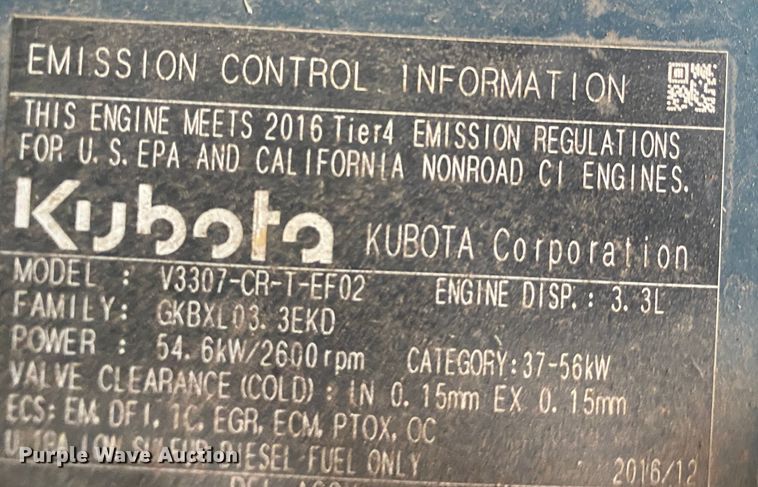 EMISSION CONTROL INFORMATION
THIS ENGINE MEETS 2016 Tier4 EMISSION REGULATIONS
FOR U.S.EPA AND CALIFORNIA NONROAD CI ENGINES.
Kubota KUBOTA Corporation
MODEL : V3307-CR-T-EF02 ENGINE DISP.: 3.3L
FAMILY: GKBXL03.3EKD
POWER : 54.6kW/2600rpm CATEGORY:37-56kW
VALVE CLEARANCE (COLD) : IN 0.15mm EX 0.15mm
ECS: EM, DFI, TC, EGR, ECM, PTOX, OC
ULTRA LOW SULFUR DIESEL FUEL ONLY
Purple Wave Auction
2016/12